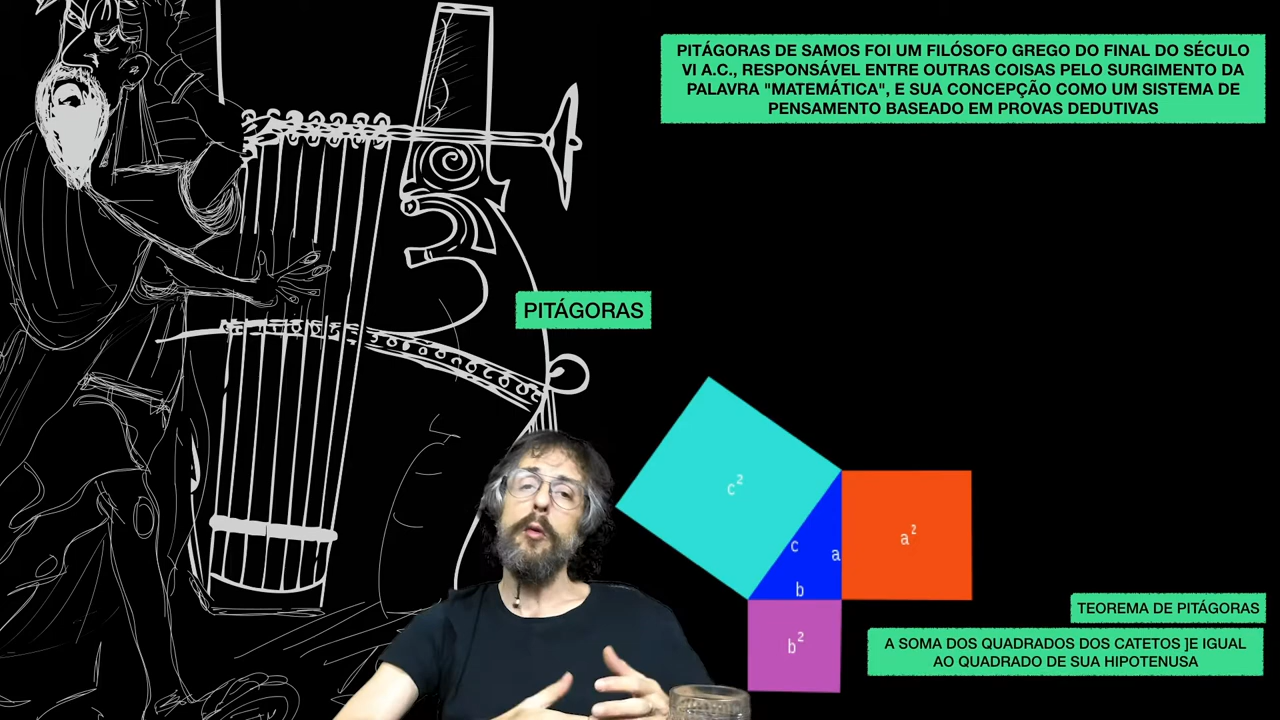 PITÁGORAS DE SAMOS FOI UM FILÓSOFO GREGO DO FINAL DO SÉCULO
VI A.C., RESPONSÁVEL ENTRE OUTRAS COISAS PELO SURGIMENTO DA
PALAVRA "MATEMÁTICA", E SUA CONCEPÇÃO COMO UM SISTEMA DE
PENSAMENTO BASEADO EM PROVAS DEDUTIVAS
PITÁGORAS
c²
a²
c
a
b
b²
TEOREMA DE PITÁGORAS
A SOMA DOS QUADRADOS DOS CATETOS ]E IGUAL
AO QUADRADO DE SUA HIPOTENUSA